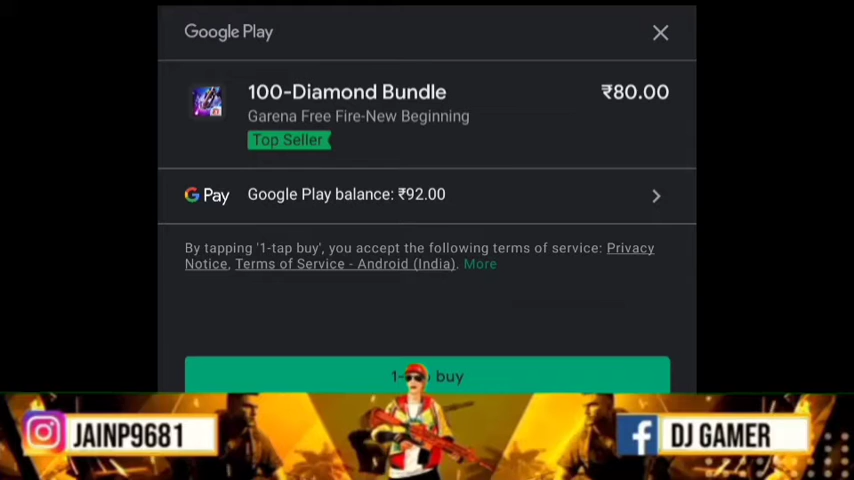 Google Play
100-Diamond Bundle ₹80.00
Garena Free Fire-New Beginning
Top Seller
G Pay Google Play balance: ₹92.00
By tapping '1-tap buy', you accept the following terms of service: Privacy
Notice, Terms of Service - Android (India). More
buy
JAINP9681
DJ GAMER